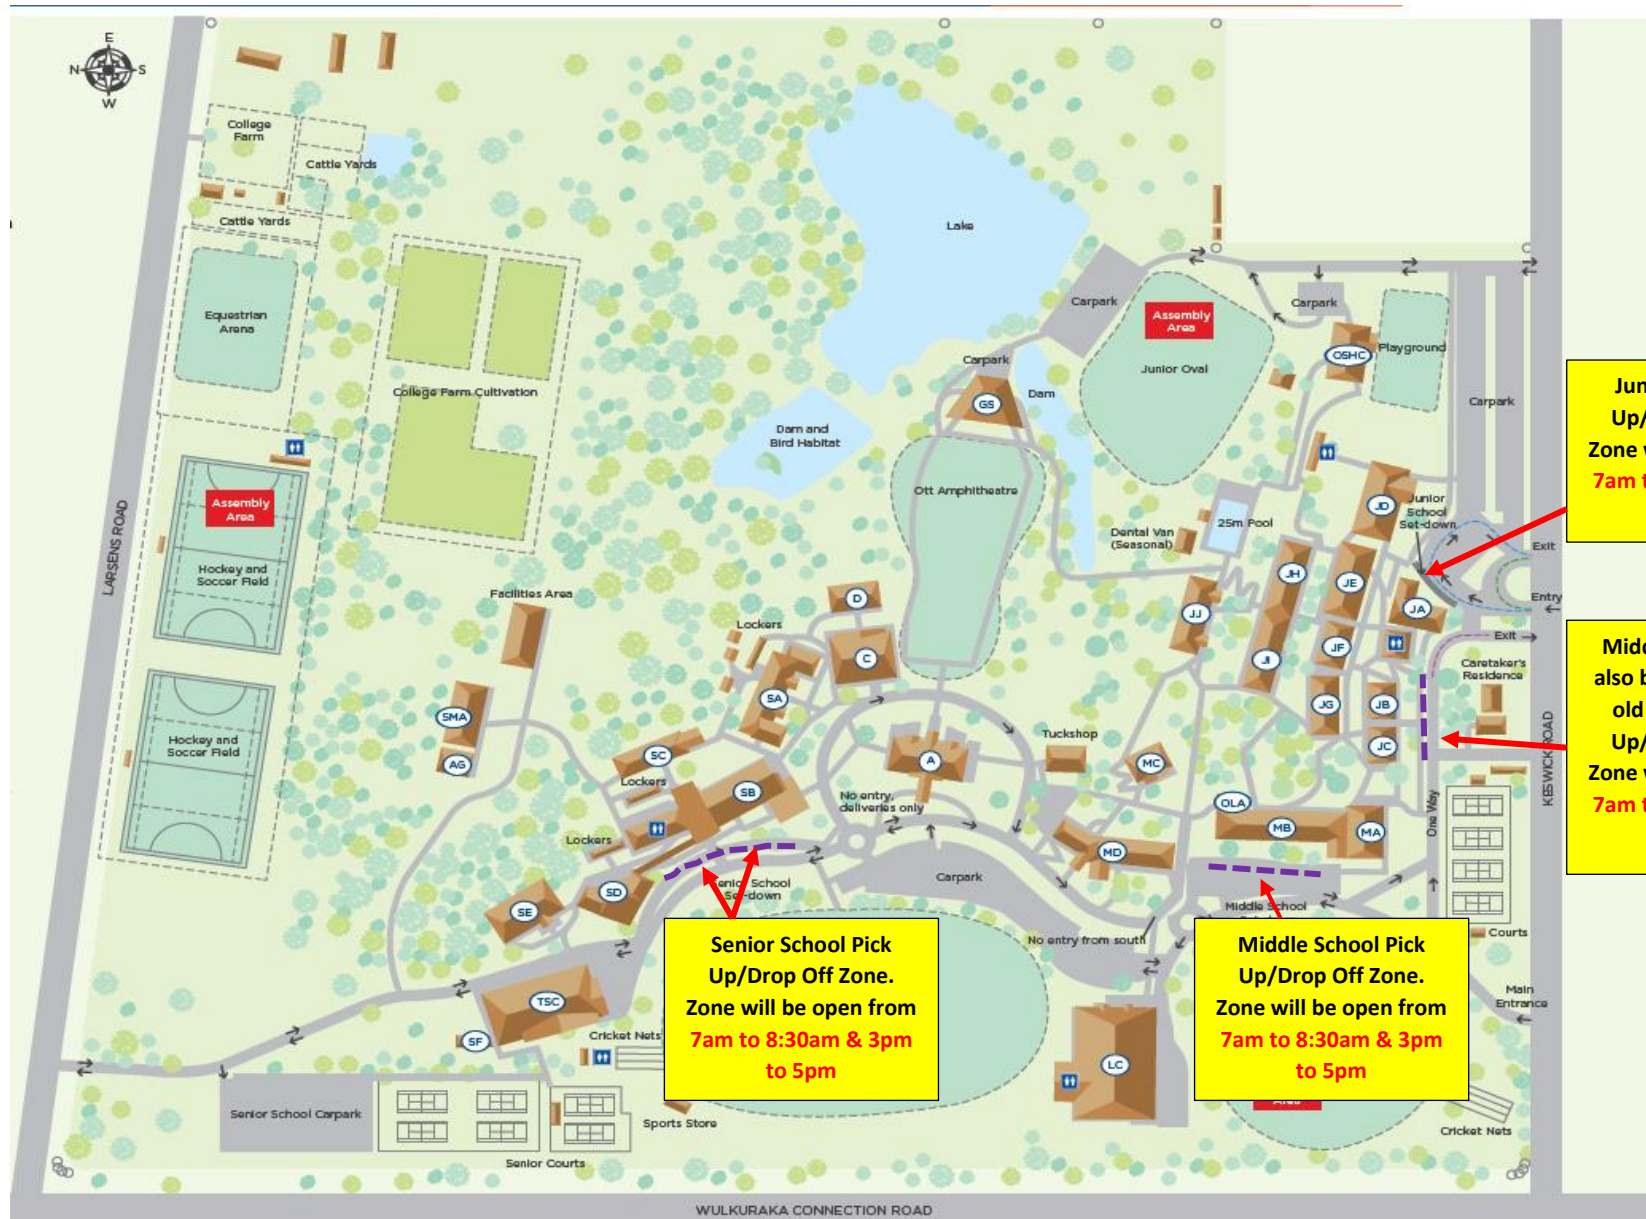 E
N
S
W
College
Farm
Cattle Yards
Cattle Yards
Lake
Equestrian
Arena
College Farm Cultivation
Carpark
Assembly
Area
Junior Oval
Carpark
OSHC
Playground
Carpark
Carpark
GS
Dam
Dam and
Bird Habitat
LARSENS ROAD
Assembly
Area
Hockey and
Soccer Field
Ott Amphitheatre
Dental Van
(Seasonal)
25m Pool
JD
Junior
School
Set-down
Exit
Entry
Exit
Jun
Up/
Zone
7am t
Facilities Area
Lockers
D
C
SA
JJ
JH
JE
JA
JI
JF
JG
JB
JC
Caretaker's
Residence
Midd
also b
old
Up/
Zone
7am t
KESWICK ROAD
SMA
AG
Hockey and
Soccer Field
SC
Lockers
SB
A
Tuckshop
MC
No entry,
deliveries only
OLA
MB
MA
One Way
Lockers
MD
SD
SE
Senior School
Set-down
Carpark
Middle School
No entry from south
Courts
Main
Entrance
Senior School Pick
Up/Drop Off Zone.
Zone will be open from
7am to 8:30am & 3pm
to 5pm
Middle School Pick
Up/Drop Off Zone.
Zone will be open from
7am to 8:30am & 3pm
to 5pm
TSC
SF
Cricket Nets
LC
Senior School Carpark
Sports Store
Senior Courts
Area
Cricket Nets
WULKURAKA CONNECTION ROAD